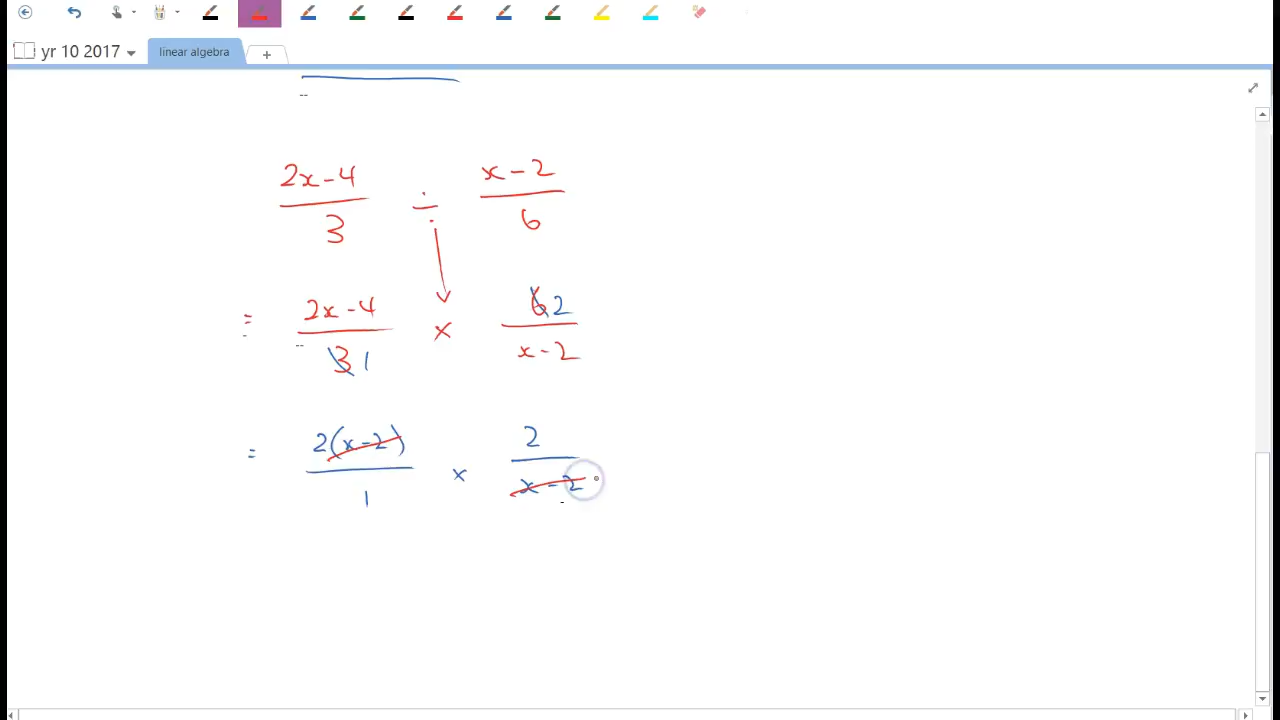 yr 10 2017 linear algebra +
2x-4 ÷ x-2
3 6
= 2x-4 × 6 2
3 1 x-2
= 2(x-2) × 2
1 x-2